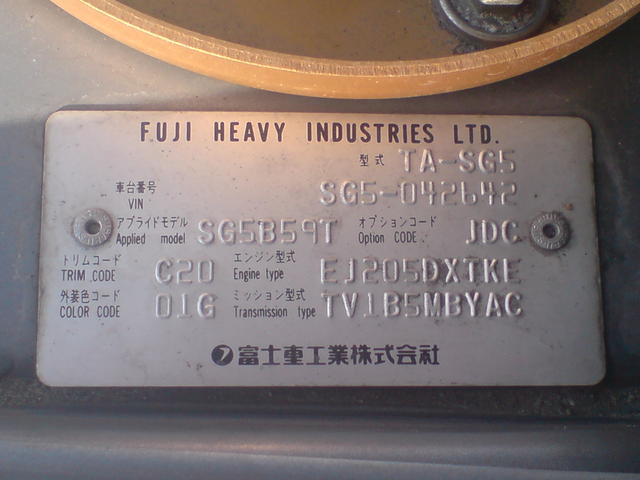 FUJI HEAVY INDUSTRIES LTD.
型式 TA-SG5
車台番号 VIN SG5-042642
アプライドモデル Applied model SG5B59T オプションコード Option CODE. JDC
トリムコード TRIM.CODE C20 エンジン型式 Engine type EJ205DXTKE
外装色コード COLOR CODE 01G ミッション型式 Transmission type TV1B5MBYAC
フ富士重工業株式会社